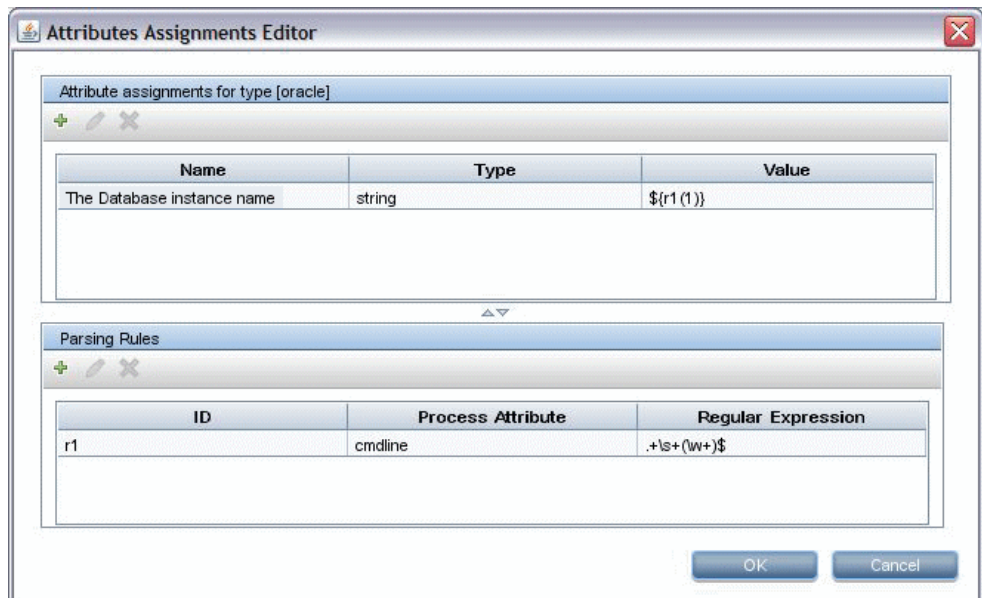 Attributes Assignments Editor
Attribute assignments for type [oracle]
Name Type Value
The Database instance name string ${r1(1)}
Parsing Rules
ID Process Attribute Regular Expression
r1 cmdline .+\s+(\w+)$
OK Cancel